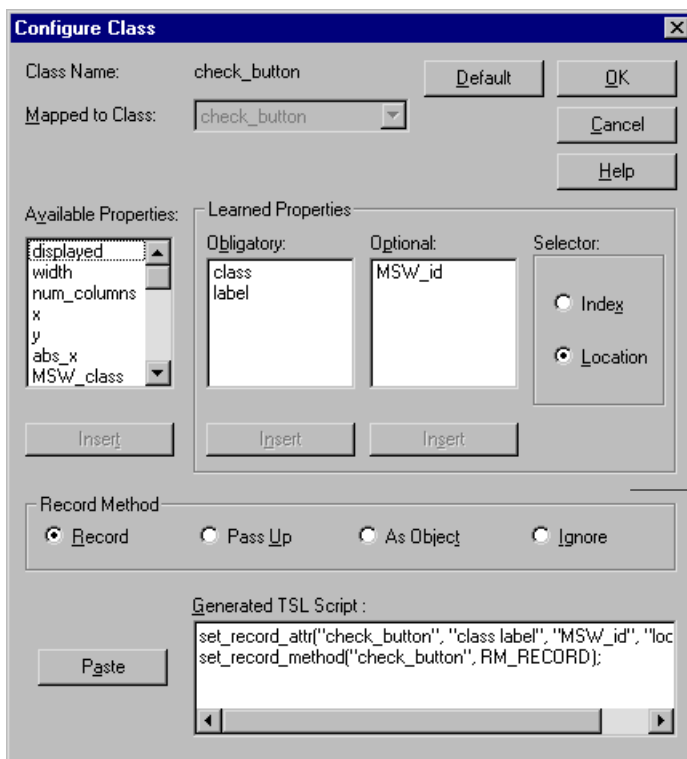 Configure Class
Class Name: check_button Default OK
Mapped to Class: check_button Cancel
Help
Available Properties: Learned Properties
Obligatory: Optional: Selector:
displayed class MSW_id
width label
num_columns Index
x
y
abs_x Location
MSW_class
Insert Insert Insert
Record Method
Record Pass Up As Object Ignore
Generated TSL Script :
set_record_attr("check_button", "class label", "MSW_id", "loc
set_record_method("check_button", RM_RECORD);
Paste